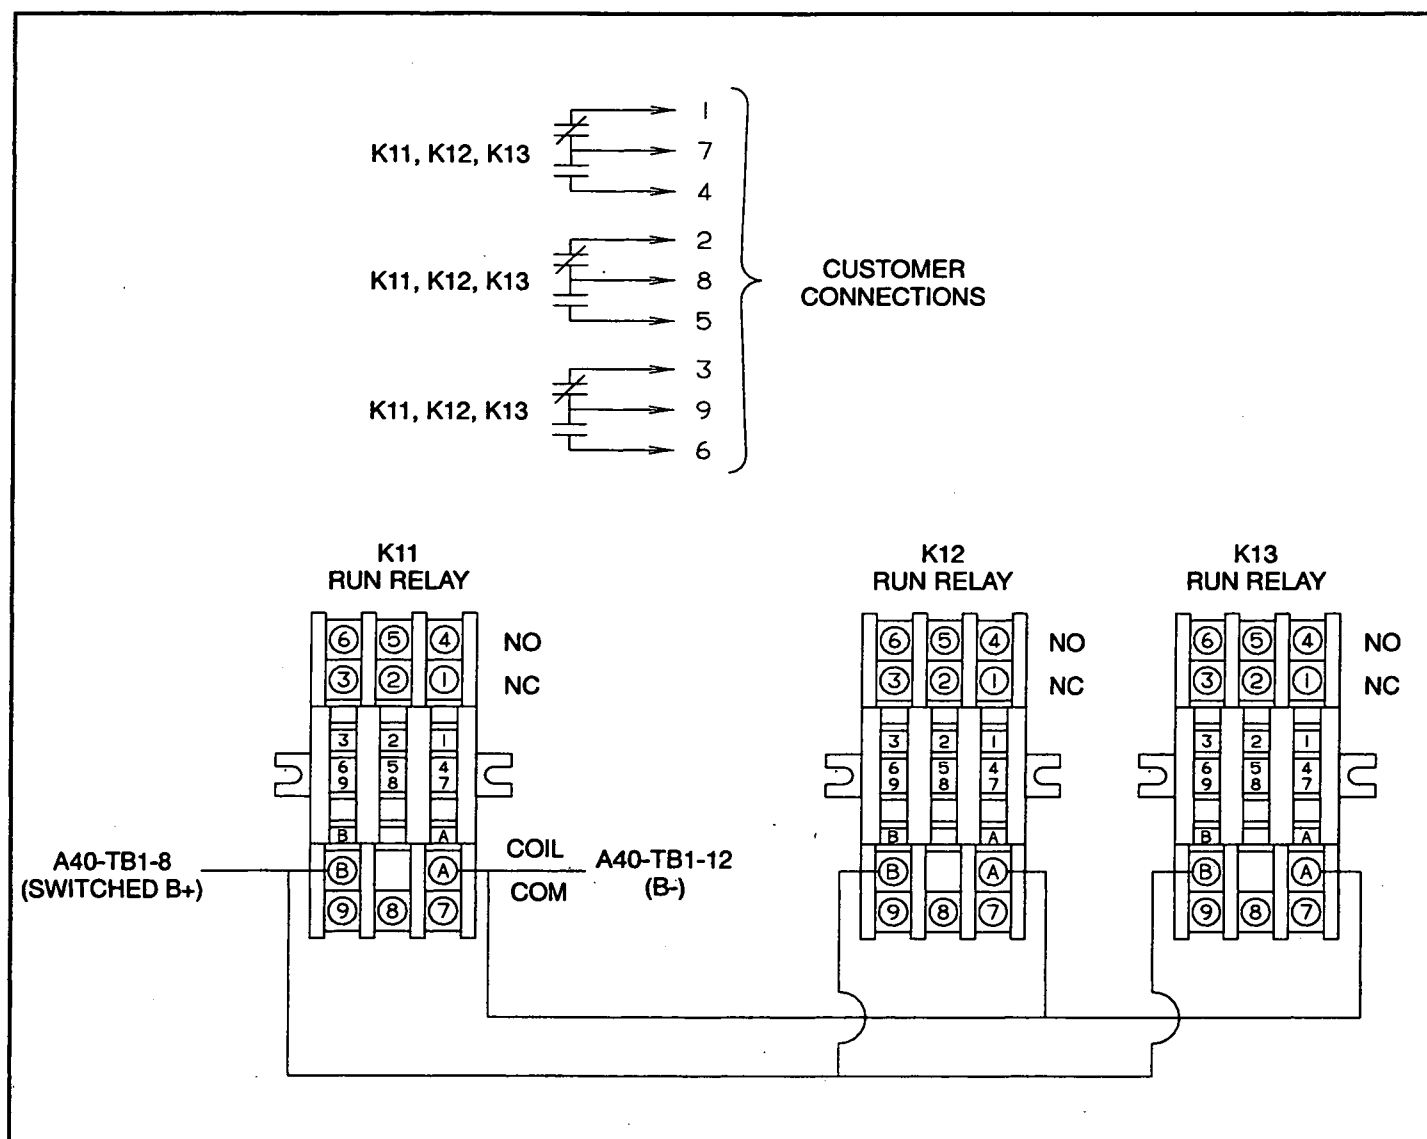 1
K11, K12, K13
7
4
2
K11, K12, K13
8
5
CUSTOMER
CONNECTIONS
3
K11, K12, K13
9
6
K11
RUN RELAY
6 5 4 NO
3 2 1 NC
3 2 1
6 5 4
9 8 7
B A
B A
9 8 7
A40-TB1-8
(SWITCHED B+)
COIL
COM
A40-TB1-12
(B-)
K12
RUN RELAY
6 5 4 NO
3 2 1 NC
3 2 1
6 5 4
9 8 7
B A
B A
9 8 7
K13
RUN RELAY
6 5 4 NO
3 2 1 NC
3 2 1
6 5 4
9 8 7
B A
B A
9 8 7